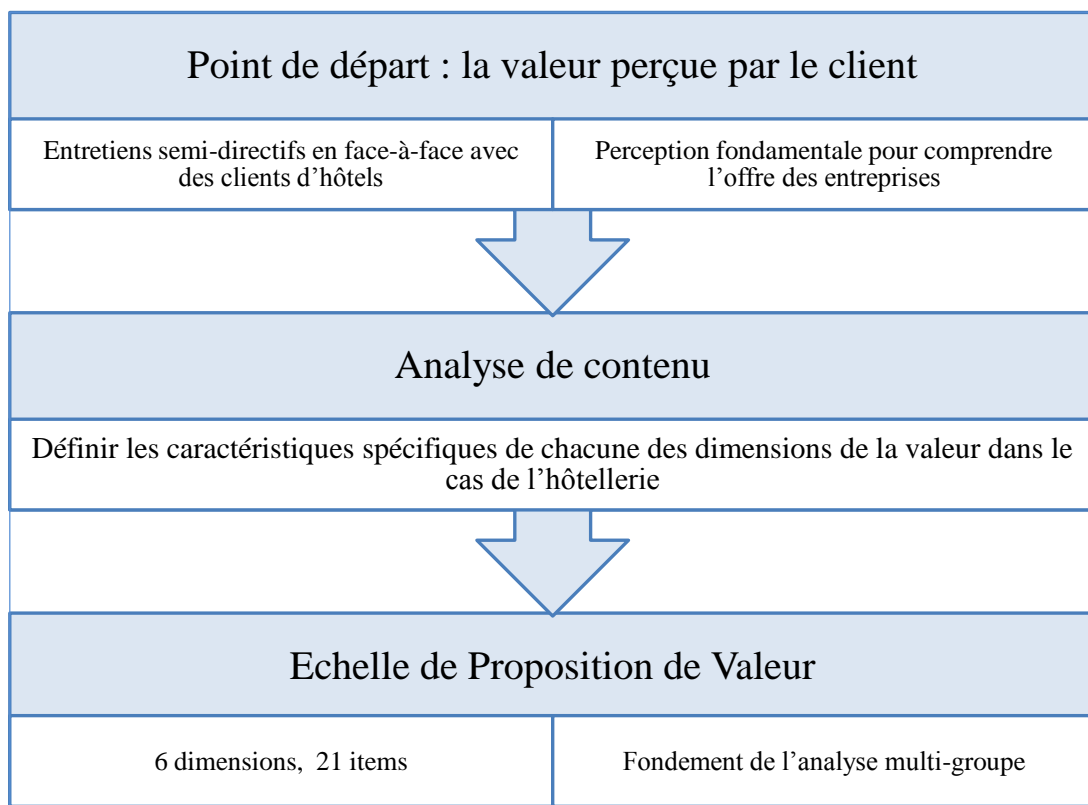 Point de départ : la valeur perçue par le client
Entretiens semi-directifs en face-à-face avec
des clients d’hôtels
Perception fondamentale pour comprendre
l’offre des entreprises
Analyse de contenu
Définir les caractéristiques spécifiques de chacune des dimensions de la valeur dans le
cas de l’hôtellerie
Echelle de Proposition de Valeur
6 dimensions, 21 items
Fondement de l’analyse multi-groupe